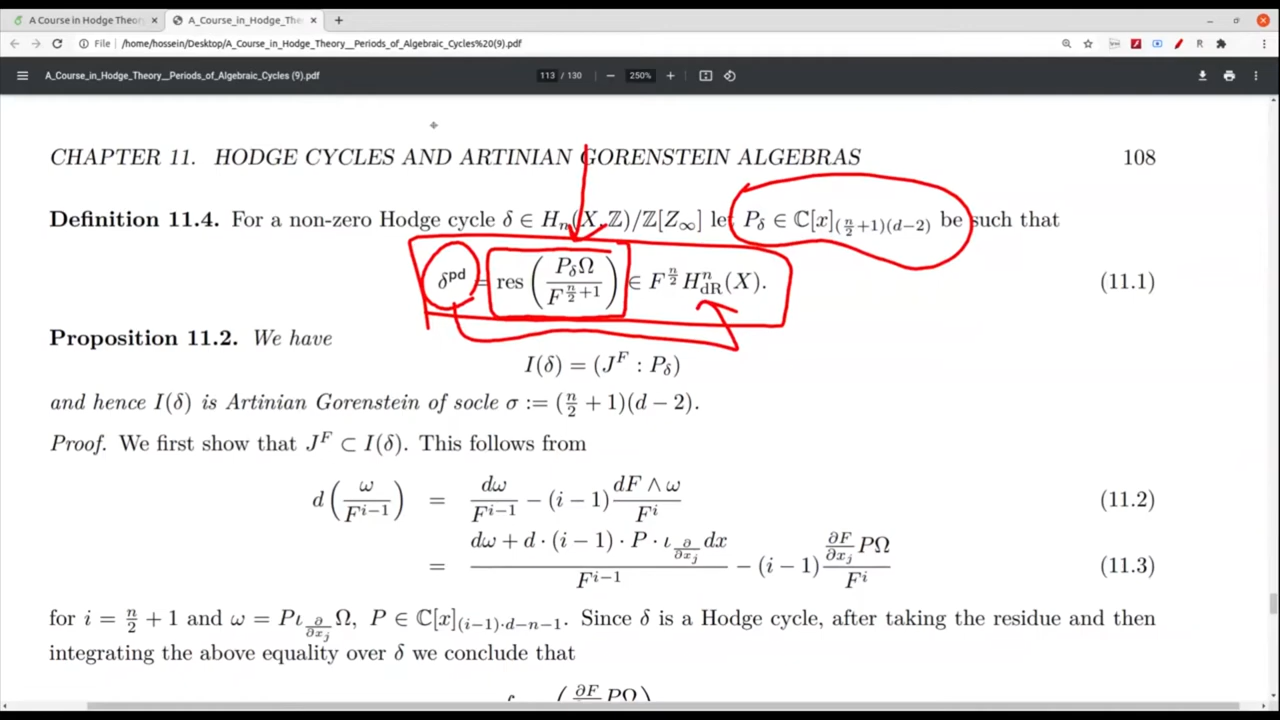 A Course in Hodge Theory
A_Course_in_Hodge_The
File /home/hossein/Desktop/A_Course_in_Hodge_Theory__Periods_of_Algebraic_Cycles%20(9).pdf
A_Course_in_Hodge_Theory__Periods_of_Algebraic_Cycles (9).pdf
113 / 130 — 250% +
CHAPTER 11. HODGE CYCLES AND ARTINIAN GORENSTEIN ALGEBRAS 108
Definition 11.4. For a non-zero Hodge cycle δ ∈ H_n(X, ℤ)/ℤ[Z_∞] let P_δ ∈ ℂ[x]_{(n/2+1)(d−2)} be such that
δ^{pd} = res (P_δ Ω / F^{n/2+1}) ∈ F^{n/2} H^n_{dR}(X). (11.1)
Proposition 11.2. We have
I(δ) = (J^F : P_δ)
and hence I(δ) is Artinian Gorenstein of socle σ := (n/2 + 1)(d − 2).
Proof. We first show that J^F ⊂ I(δ). This follows from
d (ω / F^{i−1}) = dω / F^{i−1} − (i − 1) dF ∧ ω / F^i (11.2)
= (dω + d · (i − 1) · P · ι_{∂/∂x_j} dx) / F^{i−1} − (i − 1) (∂F/∂x_j PΩ) / F^i (11.3)
for i = n/2 + 1 and ω = Pι_{∂/∂x_j} Ω, P ∈ ℂ[x]_{(i−1)·d−n−1}. Since δ is a Hodge cycle, after taking the residue and then
integrating the above equality over δ we conclude that